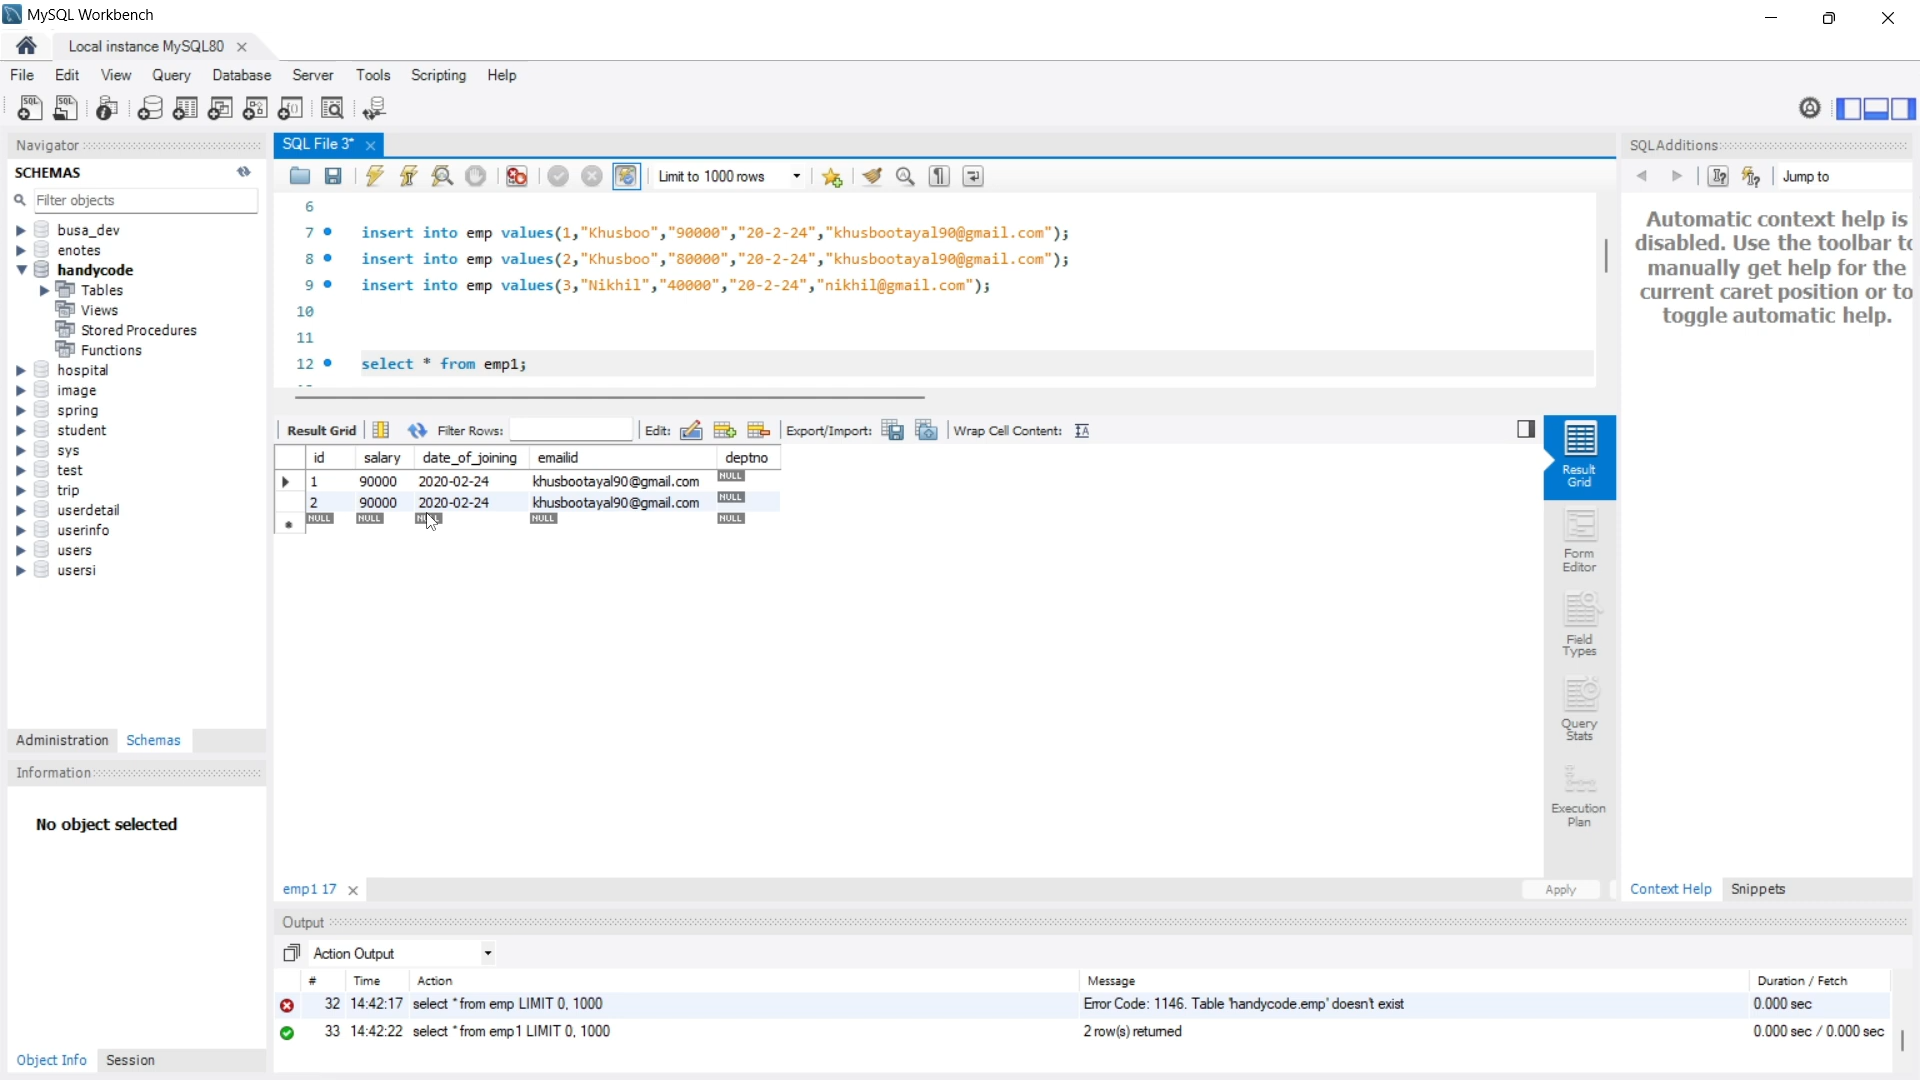 MySQL Workbench
Local instance MySQL80
File Edit View Query Database Server Tools Scripting Help
Navigator
SCHEMAS
Filter objects
busa_dev
enotes
handycode
Tables
Views
Stored Procedures
Functions
hospital
image
spring
student
sys
test
trip
userdetail
userinfo
users
usersi
Administration Schemas
Information
No object selected
Object Info Session
SQL File 3*
Limit to 1000 rows
6
7 insert into emp values(1,"Khusboo","90000","20-2-24","khusbootayal90@gmail.com");
8 insert into emp values(2,"Khusboo","80000","20-2-24","khusbootayal90@gmail.com");
9 insert into emp values(3,"Nikhil","40000","20-2-24","nikhil@gmail.com");
10
11
12 select * from emp1;
Result Grid Filter Rows: Edit: Export/Import: Wrap Cell Content:
id salary date_of_joining emailid deptno
1 90000 2020-02-24 khusbootayal90@gmail.com NULL
2 90000 2020-02-24 khusbootayal90@gmail.com NULL
NULL NULL NULL NULL NULL
Result
Grid
Form
Editor
Field
Types
Query
Stats
Execution
Plan
emp1 17
Apply
Output
Action Output
# Time Action Message Duration / Fetch
32 14:42:17 select * from emp LIMIT 0, 1000 Error Code: 1146. Table 'handycode.emp' doesn't exist 0.000 sec
33 14:42:22 select * from emp1 LIMIT 0, 1000 2 row(s) returned 0.000 sec / 0.000 sec
SQLAdditions
Jump to
Automatic context help is
disabled. Use the toolbar to
manually get help for the
current caret position or to
toggle automatic help.
Context Help Snippets